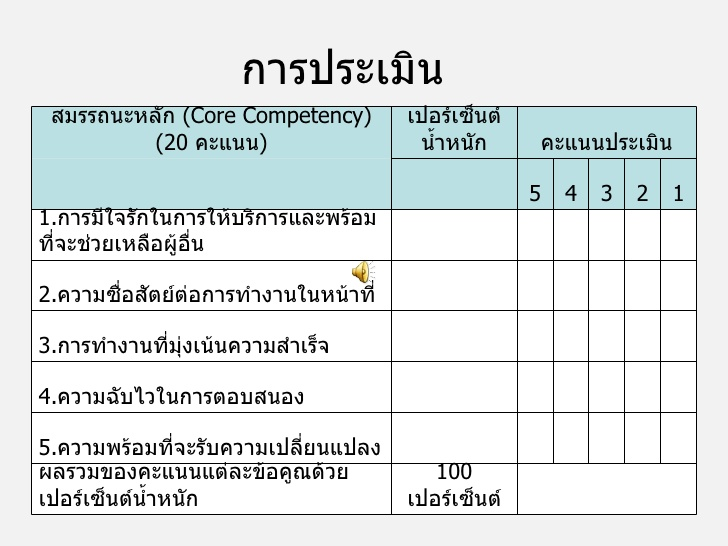 การประเมิน
สมรรถนะหลัก (Core Competency)
(20 คะแนน)
เปอร์เซ็นต์
น้ำหนัก
คะแนนประเมิน
5 4 3 2 1
1.การมีใจรักในการให้บริการและพร้อม
ที่จะช่วยเหลือผู้อื่น
2.ความซื่อสัตย์ต่อการทำงานในหน้าที่
3.การทำงานที่มุ่งเน้นความสำเร็จ
4.ความฉับไวในการตอบสนอง
5.ความพร้อมที่จะรับความเปลี่ยนแปลง
ผลรวมของคะแนนแต่ละข้อคูณด้วย
เปอร์เซ็นต์น้ำหนัก
100
เปอร์เซ็นต์